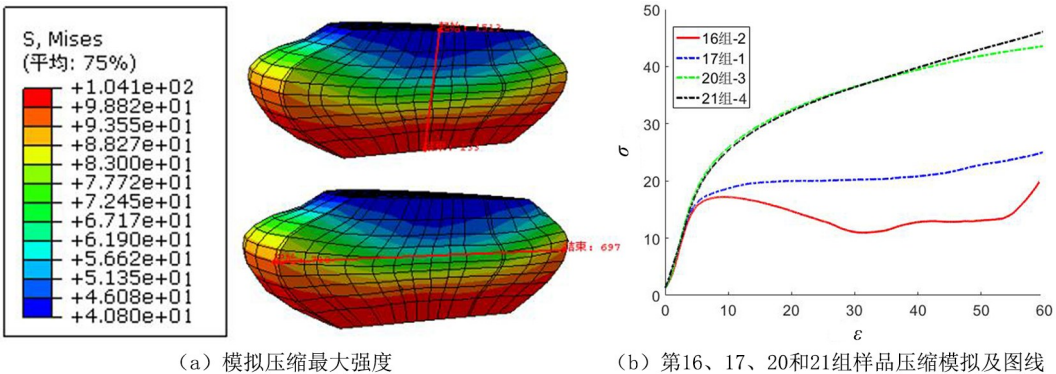 S, Mises
(平均: 75%)
+1.041e+02
+9.882e+01
+9.355e+01
+8.827e+01
+8.300e+01
+7.772e+01
+7.245e+01
+6.717e+01
+6.190e+01
+5.662e+01
+5.135e+01
+4.608e+01
+4.080e+01
结束: 697
50
40
30
20
10
0
σ
16组-2
17组-1
20组-3
21组-4
0 10 20 30 40 50 60
ε
(a) 模拟压缩最大强度
(b) 第16、17、20和21组样品压缩模拟及图线